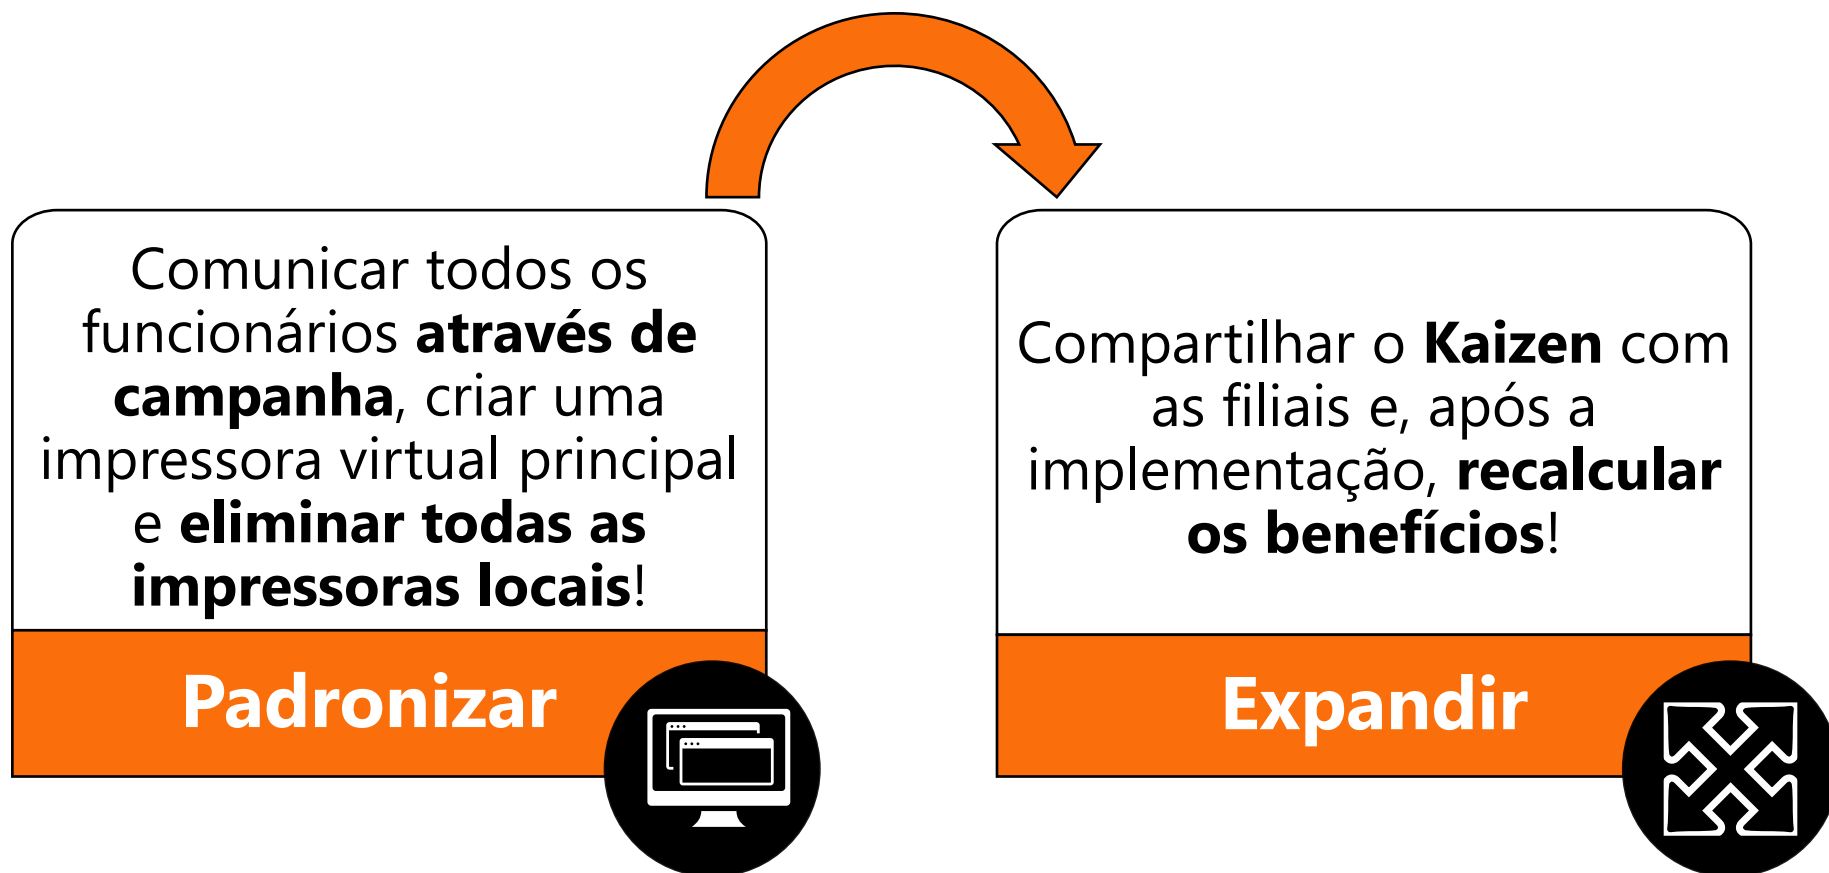 Comunicar todos os
funcionários através de
campanha, criar uma
impressora virtual principal
e eliminar todas as
impressoras locais!
Padronizar
Compartilhar o Kaizen com
as filiais e, após a
implementação, recalcular
os benefícios!
Expandir